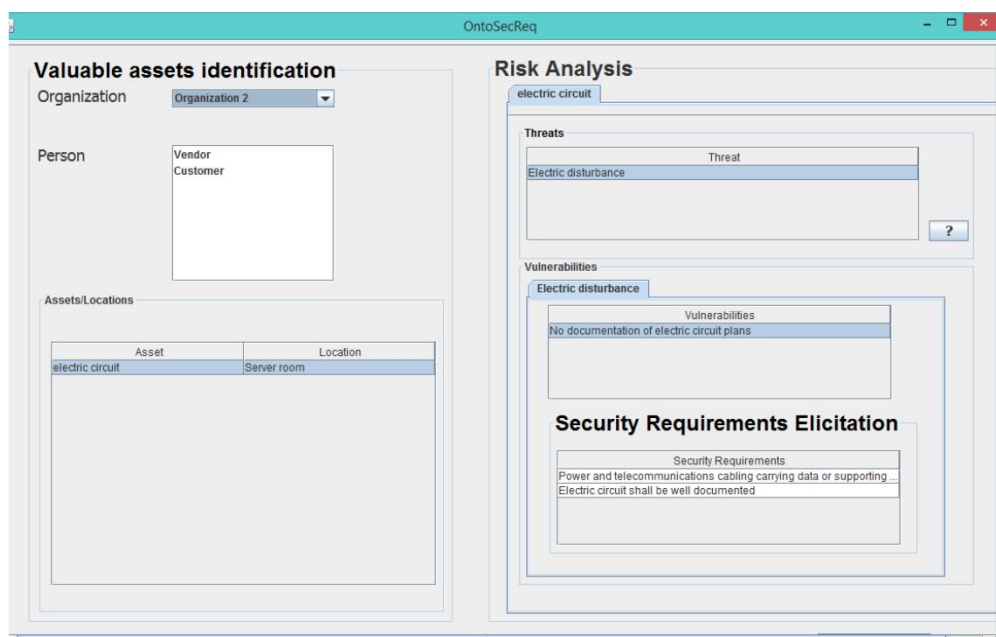 OntoSecReq
Valuable assets identification
Organization
Organization 2
Person
Vendor
Customer
Assets/Locations
Asset Location
electric circuit Server room
Risk Analysis
electric circuit
Threats
Threat
Electric disturbance
?
Vulnerabilities
Electric disturbance
Vulnerabilities
No documentation of electric circuit plans
Security Requirements Elicitation
Security Requirements
Power and telecommunications cabling carrying data or supporting ...
Electric circuit shall be well documented